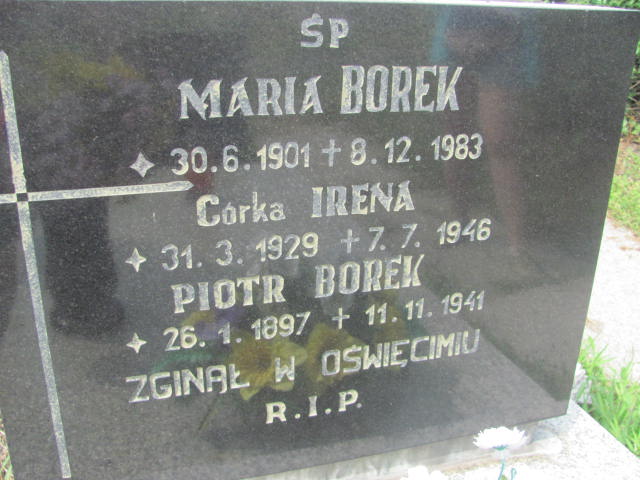 ŚP
MARIA BOREK
✦ 30.6.1901 + 8.12.1983
Córka IRENA
✦ 31.3.1929 + 7.7.1946
PIOTR BOREK
✦ 26.1.1897 + 11.11.1941
ZGINĄŁ W OŚWIĘCIMIU
R.I.P.